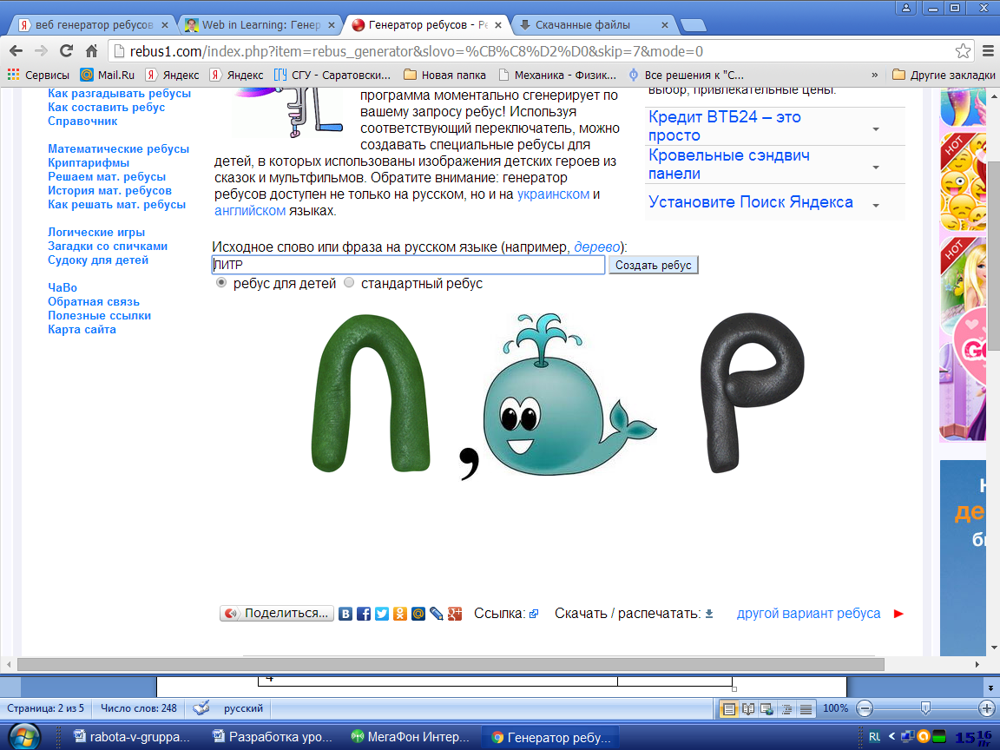 веб генератор ребусов
Web in Learning: Генер
Генератор ребусов - Ре
Скачанные файлы
rebus1.com/index.php?item=rebus_generator&slovo=%CB%C8%D2%D0&skip=7&mode=0
Сервисы
Mail.Ru
Яндекс
Яндекс
СГУ - Саратовски...
Новая папка
Механика - Физик...
Все решения к "С...
»
Другие закладки
Как разгадывать ребусы
Как составить ребус
Справочник
Математические ребусы
Криптарифмы
Решаем мат. ребусы
История мат. ребусов
Как решать мат. ребусы
Логические игры
Загадки со спичками
Судоку для детей
ЧаВо
Обратная связь
Полезные ссылки
Карта сайта
программа моментально сгенерирует по
вашему запросу ребус! Используя
соответствующий переключатель, можно
создавать специальные ребусы для
детей, в которых использованы изображения детских героев из
сказок и мультфильмов. Обратите внимание: генератор
ребусов доступен не только на русском, но и на украинском и
английском языках.
выбор, привлекательные цены.
Кредит ВТБ24 – это
просто
Кровельные сэндвич
панели
Установите Поиск Яндекса
HOT
HOT
Исходное слово или фраза на русском языке (например, дерево):
ЛИТР
Создать ребус
ребус для детей
стандартный ребус
Л , Р
Поделиться...
Ссылка:
Скачать / распечатать:
другой вариант ребуса
Страница: 2 из 5
Число слов: 248
русский
100%
rabota-v-gruppa...
Разработка уро...
МегаФон Интер...
Генератор ребу...
RL
15:16
Пт